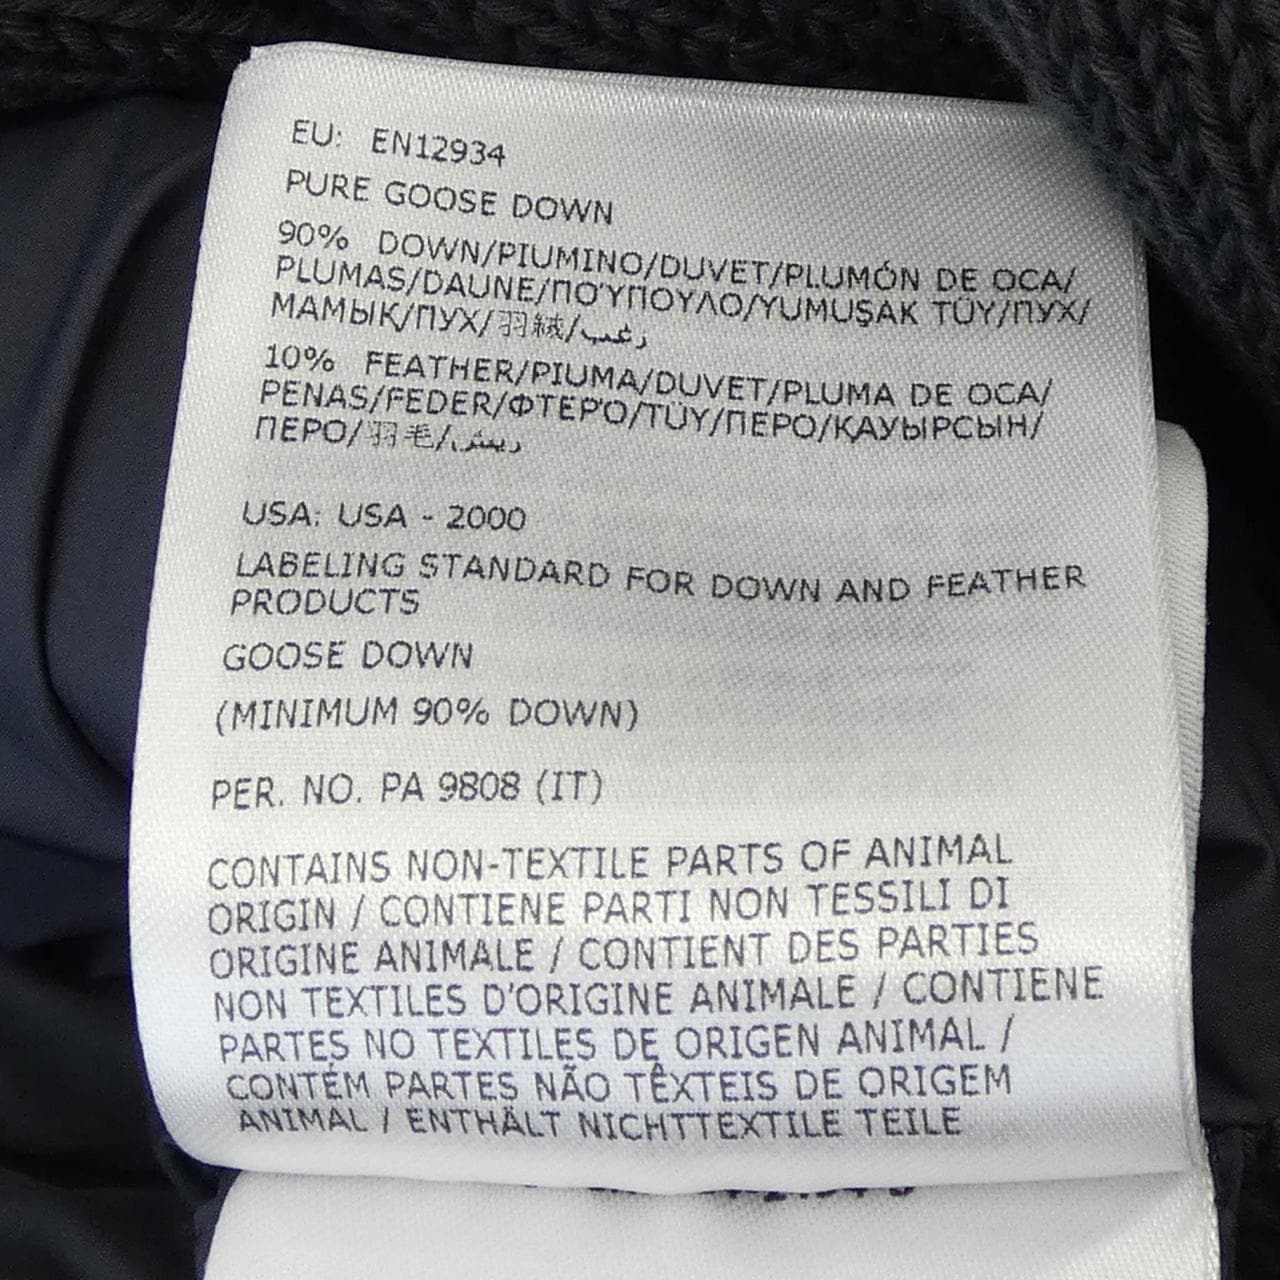 EU: EN12934
PURE GOOSE DOWN
90% DOWN/PIUMINO/DUVET/PLUMÓN DE OCA/
PLUMAS/DAUNE/ΠΟΎΠΟΥΛΟ/YUMUŞAK TÜY/ПУХ/
МАМЫҚ/ПУХ/羽絨/زغب
10% FEATHER/PIUMA/DUVET/PLUMA DE OCA/
PENAS/FEDER/ΦΤΕΡΌ/TÜY/ПЕРО/ҚАУЫРСЫН/
ПЕРО/羽毛/ريش
USA: USA - 2000
LABELING STANDARD FOR DOWN AND FEATHER
PRODUCTS
GOOSE DOWN
(MINIMUM 90% DOWN)
PER. NO. PA 9808 (IT)
CONTAINS NON-TEXTILE PARTS OF ANIMAL
ORIGIN / CONTIENE PARTI NON TESSILI DI
ORIGINE ANIMALE / CONTIENT DES PARTIES
NON TEXTILES D'ORIGINE ANIMALE / CONTIENE
PARTES NO TEXTILES DE ORIGEN ANIMAL /
CONTÉM PARTES NÃO TÊXTEIS DE ORIGEM
ANIMAL / ENTHÄLT NICHTTEXTILE TEILE